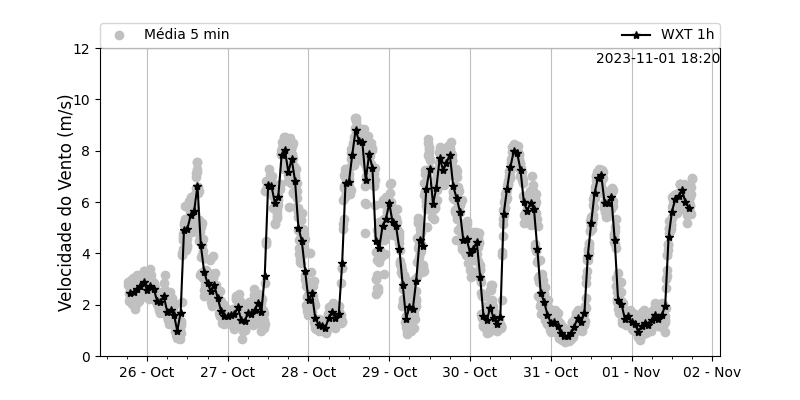 Média 5 min
WXT 1h
2023-11-01 18:20
Velocidade do Vento (m/s)
12
10
8
6
4
2
0
26 - Oct
27 - Oct
28 - Oct
29 - Oct
30 - Oct
31 - Oct
01 - Nov
02 - Nov